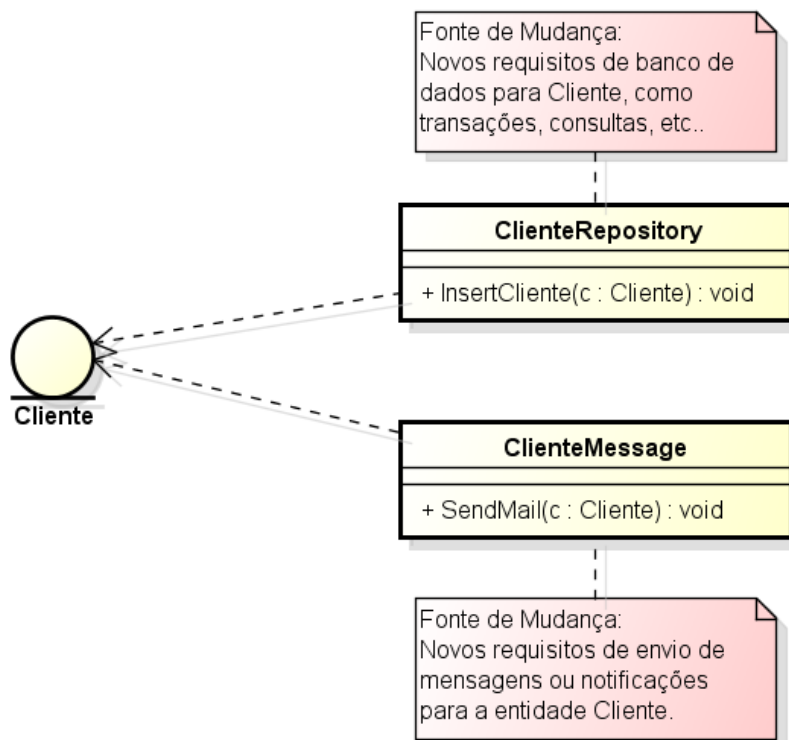 Fonte de Mudança:
Novos requisitos de banco de
dados para Cliente, como
transações, consultas, etc..
ClienteRepository
+ InsertCliente(c : Cliente) : void
Cliente
ClienteMessage
+ SendMail(c : Cliente) : void
Fonte de Mudança:
Novos requisitos de envio de
mensagens ou notificações
para a entidade Cliente.